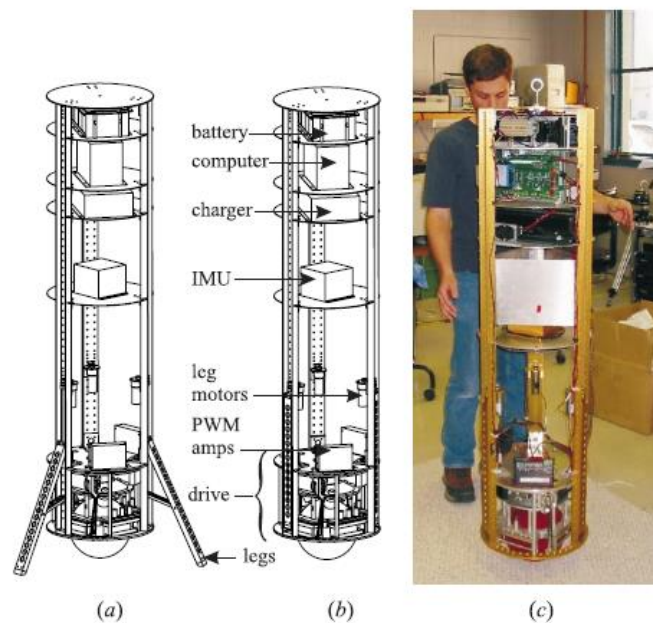 battery
computer
charger
IMU
leg
motors
PWM
amps
drive
legs
(a)
(b)
(c)